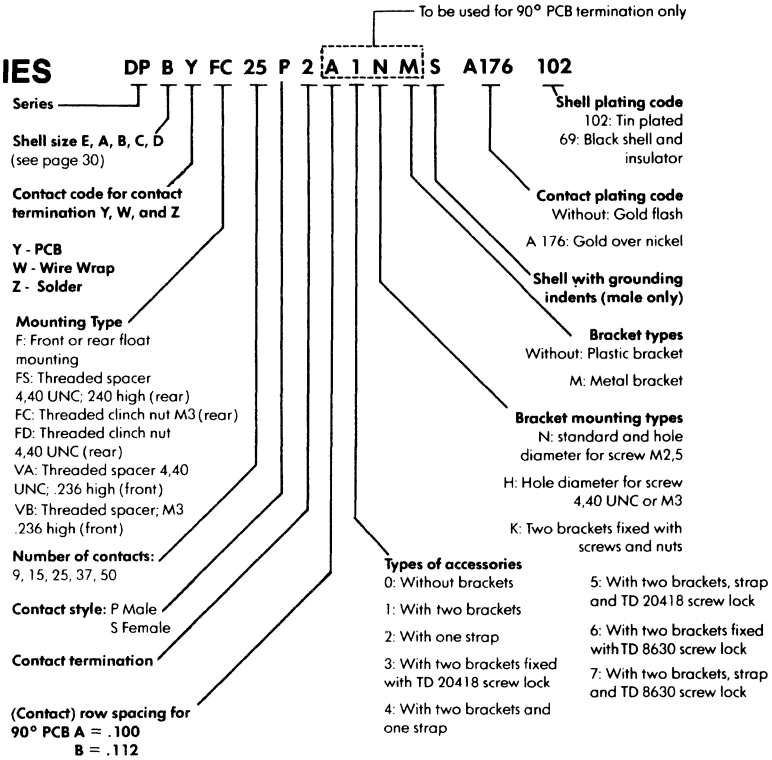 To be used for 90° PCB termination only
IES DP B Y FC 25 P 2 A 1 N M S A176 102
Series
Shell size E, A, B, C, D
(see page 30)
Contact code for contact
termination Y, W, and Z
Y - PCB
W - Wire Wrap
Z - Solder
Mounting Type
F: Front or rear float
mounting
FS: Threaded spacer
4,40 UNC; 240 high (rear)
FC: Threaded clinch nut M3 (rear)
FD: Threaded clinch nut
4,40 UNC (rear)
VA: Threaded spacer 4,40
UNC; .236 high (front)
VB: Threaded spacer; M3
.236 high (front)
Number of contacts:
9, 15, 25, 37, 50
Contact style: P Male
S Female
Contact termination
(Contact) row spacing for
90° PCB A = .100
B = .112
Shell plating code
102: Tin plated
69: Black shell and
insulator
Contact plating code
Without: Gold flash
A 176: Gold over nickel
Shell with grounding
indents (male only)
Bracket types
Without: Plastic bracket
M: Metal bracket
Bracket mounting types
N: standard and hole
diameter for screw M2,5
H: Hole diameter for screw
4,40 UNC or M3
K: Two brackets fixed with
screws and nuts
Types of accessories
0: Without brackets
1: With two brackets
2: With one strap
3: With two brackets fixed
with TD 20418 screw lock
4: With two brackets and
one strap
5: With two brackets, strap
and TD 20418 screw lock
6: With two brackets fixed
with TD 8630 screw lock
7: With two brackets, strap
and TD 8630 screw lock